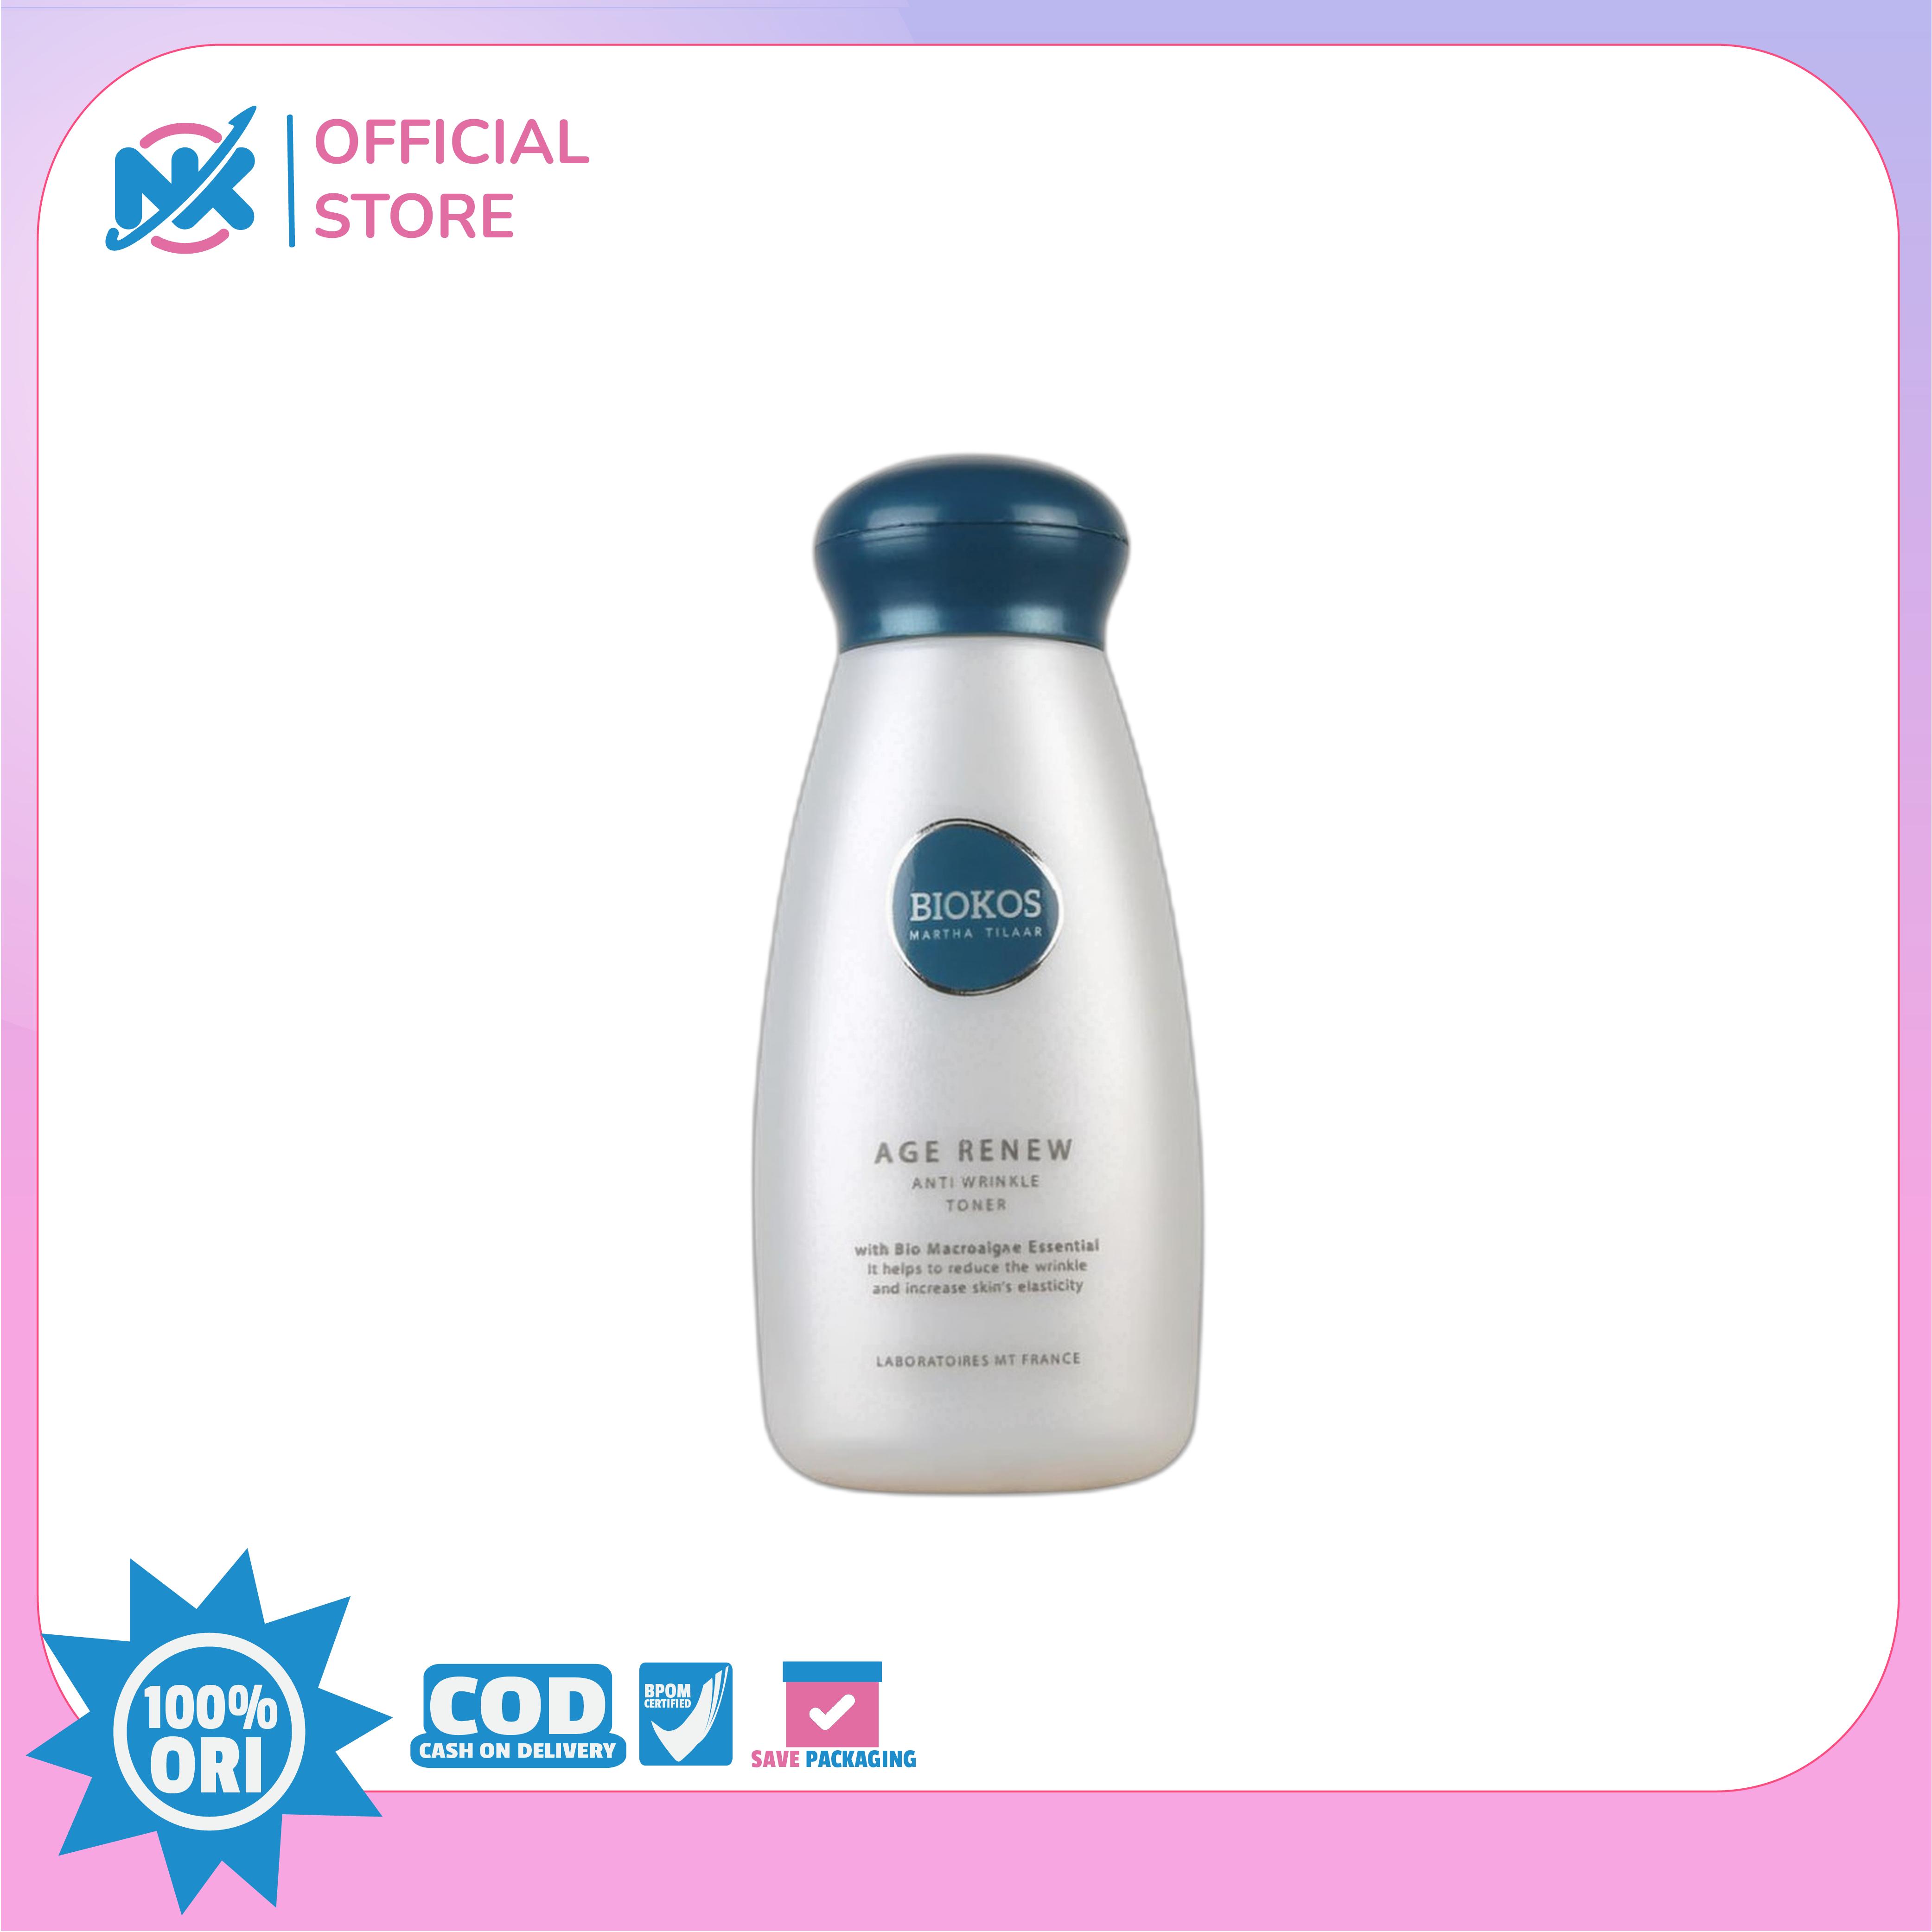 NK
OFFICIAL
STORE
BIOKOS
MARTHA TILAAR
AGE RENEW
ANTI WRINKLE
TONER
with Bio Macroalgae Essential
It helps to reduce the wrinkle
and increase skin's elasticity
LABORATOIRES MT FRANCE
100%
ORI
COD
CASH ON DELIVERY
BPOM
CERTIFIED
SAVE PACKAGING